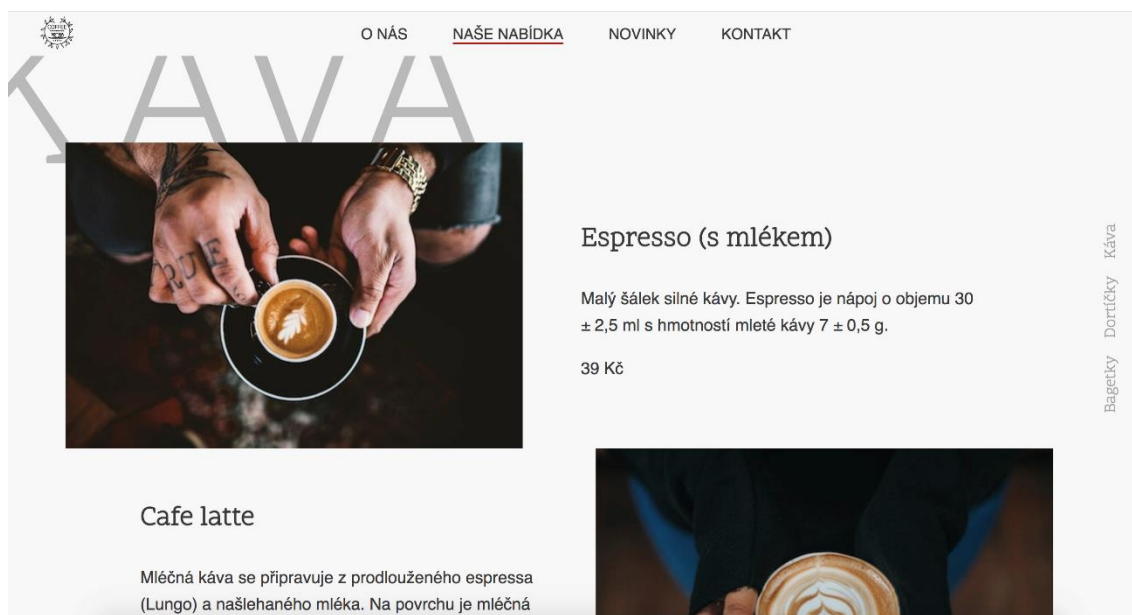 COFFEE
O NÁS
NAŠE NABÍDKA
NOVINKY
KONTAKT
KÁVA
TRUE
Espresso (s mlékem)
Malý šálek silné kávy. Espresso je nápoj o objemu 30
± 2,5 ml s hmotností mleté kávy 7 ± 0,5 g.
39 Kč
Káva
Dortíčky
Bagetky
Cafe latte
Mléčná káva se připravuje z prodlouženého espressa
(Lungo) a našlehaného mléka. Na povrchu je mléčná